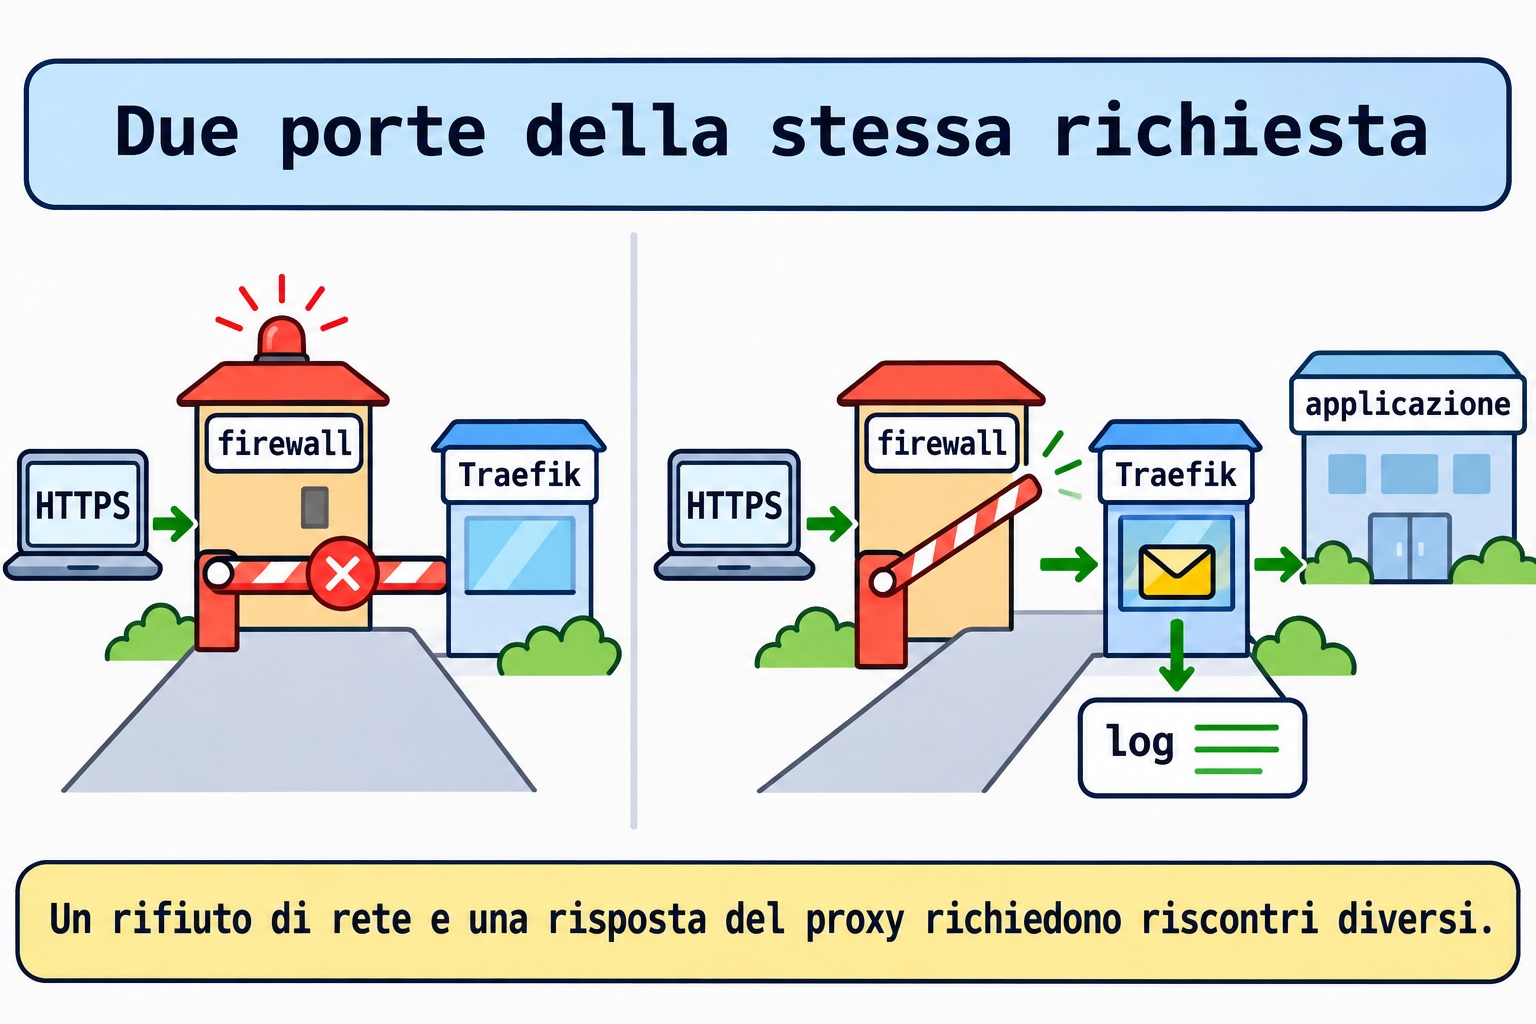 Due porte della stessa richiesta
firewall
Traefik
HTTPS
firewall
Traefik
applicazione
HTTPS
log
Un rifiuto di rete e una risposta del proxy richiedono riscontri diversi.